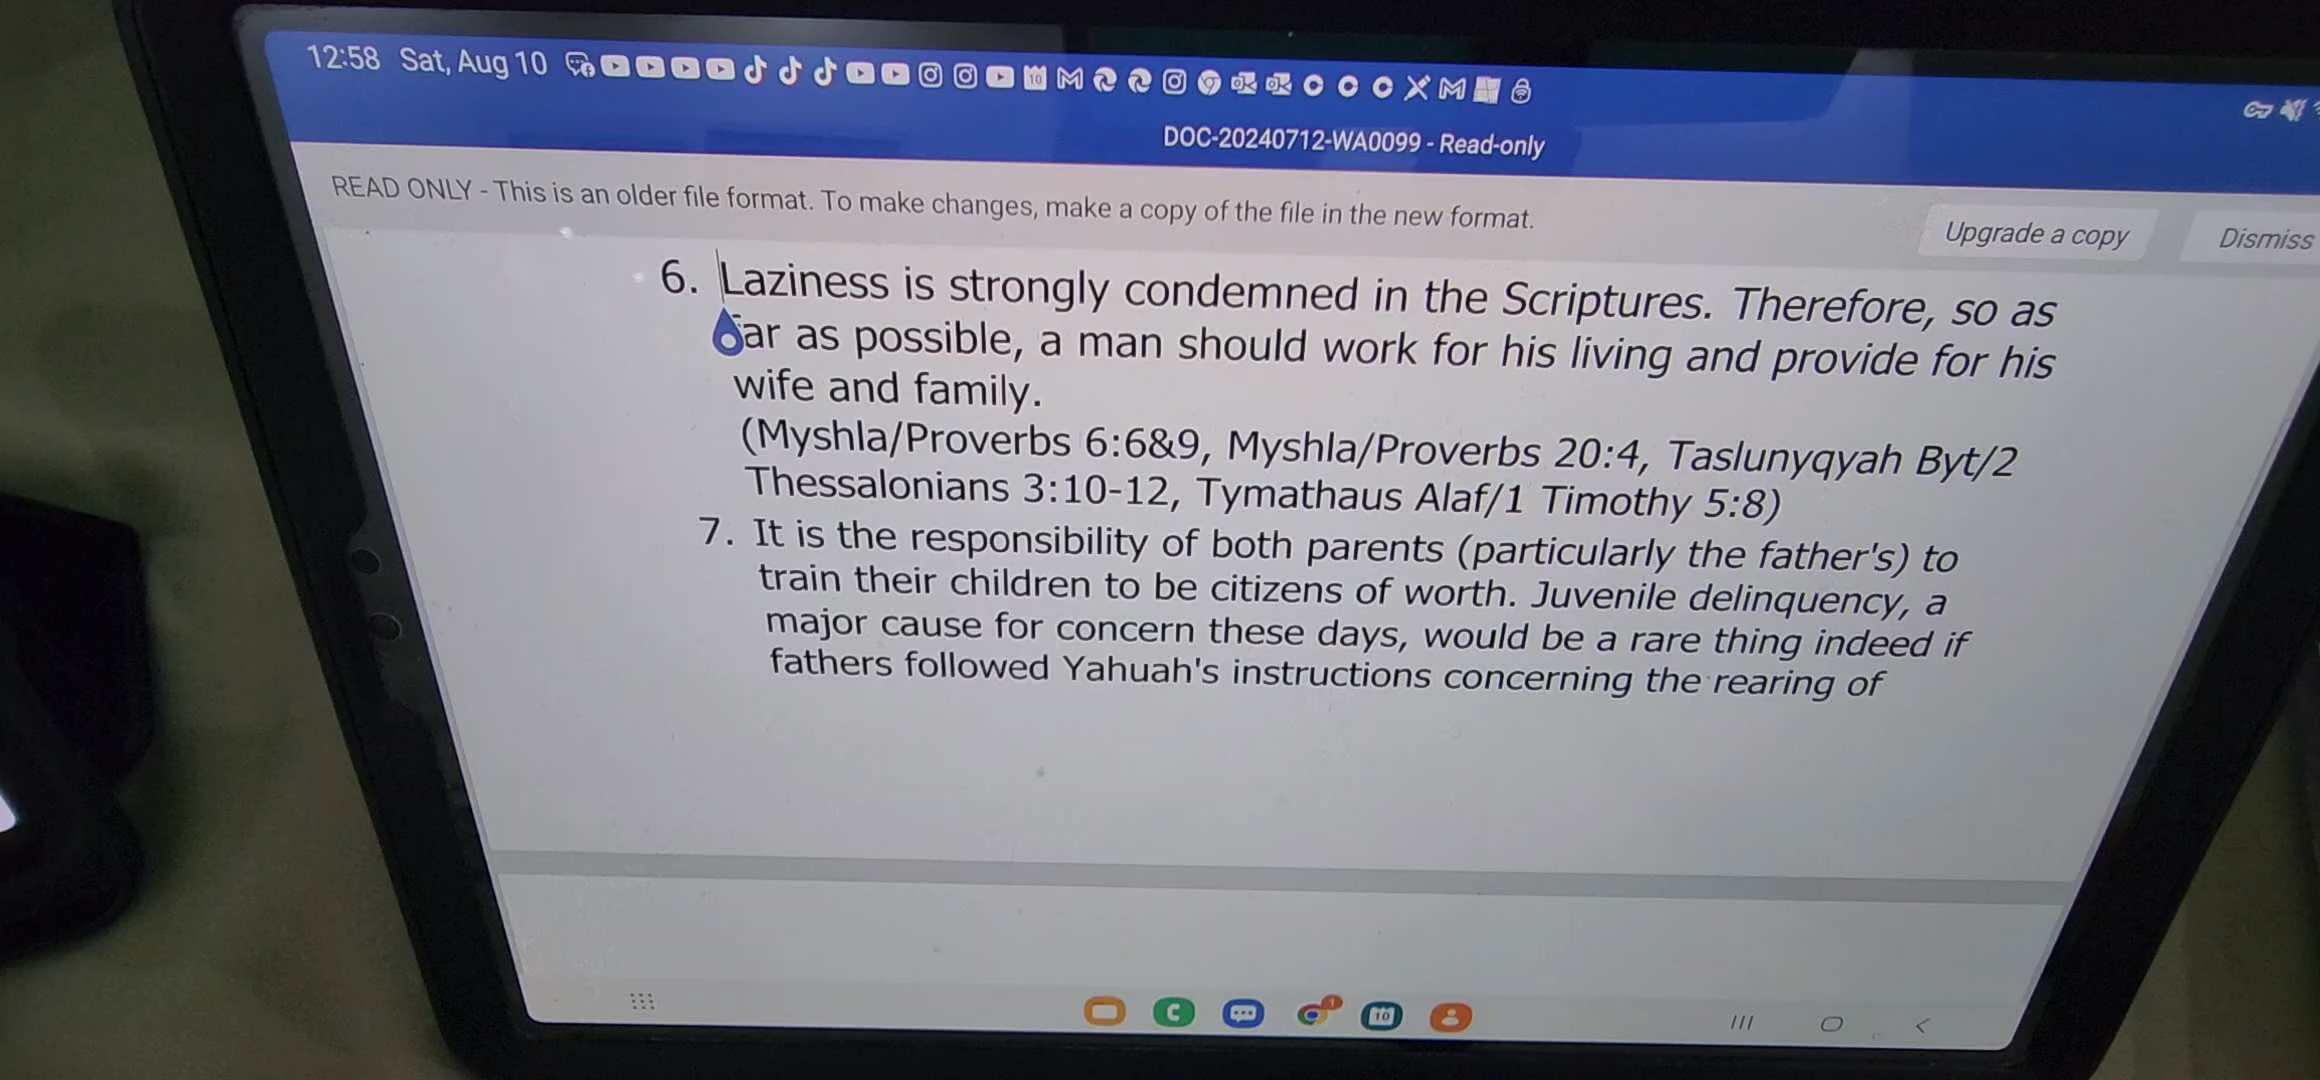 12:58 Sat, Aug 10
DOC-20240712-WA0099 - Read-only
READ ONLY - This is an older file format. To make changes, make a copy of the file in the new format.
Upgrade a copy
Dismiss
6. Laziness is strongly condemned in the Scriptures. Therefore, so as
far as possible, a man should work for his living and provide for his
wife and family.
(Myshla/Proverbs 6:6&9, Myshla/Proverbs 20:4, Taslunyqyah Byt/2
Thessalonians 3:10-12, Tymathaus Alaf/1 Timothy 5:8)
7. It is the responsibility of both parents (particularly the father's) to
train their children to be citizens of worth. Juvenile delinquency, a
major cause for concern these days, would be a rare thing indeed if
fathers followed Yahuah's instructions concerning the rearing of